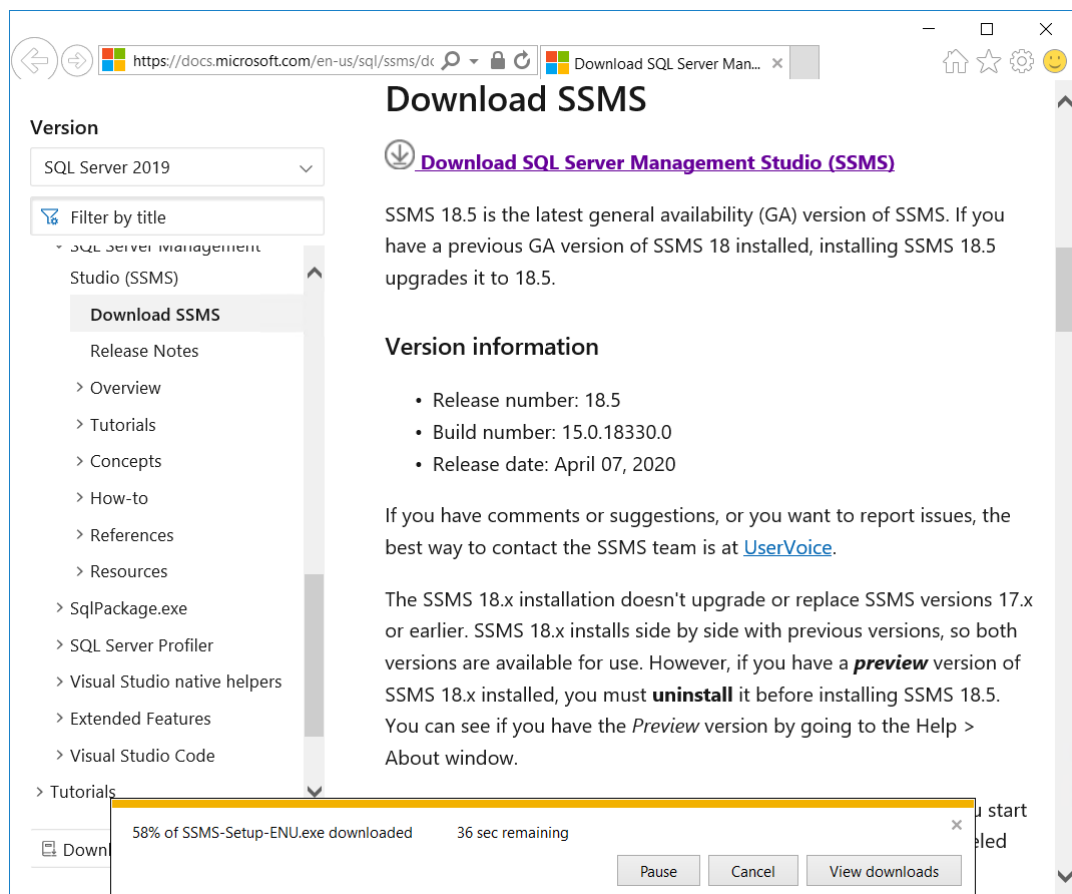 https://docs.microsoft.com/en-us/sql/ssms/dc
Download SQL Server Man...
Version
SQL Server 2019
Filter by title
SQL Server Management
Studio (SSMS)
Download SSMS
Release Notes
Overview
Tutorials
Concepts
How-to
References
Resources
SqlPackage.exe
SQL Server Profiler
Visual Studio native helpers
Extended Features
Visual Studio Code
Tutorials
Downl
Download SSMS
Download SQL Server Management Studio (SSMS)
SSMS 18.5 is the latest general availability (GA) version of SSMS. If you
have a previous GA version of SSMS 18 installed, installing SSMS 18.5
upgrades it to 18.5.
Version information
• Release number: 18.5
• Build number: 15.0.18330.0
• Release date: April 07, 2020
If you have comments or suggestions, or you want to report issues, the
best way to contact the SSMS team is at UserVoice.
The SSMS 18.x installation doesn't upgrade or replace SSMS versions 17.x
or earlier. SSMS 18.x installs side by side with previous versions, so both
versions are available for use. However, if you have a preview version of
SSMS 18.x installed, you must uninstall it before installing SSMS 18.5.
You can see if you have the Preview version by going to the Help >
About window.
u start
eled
58% of SSMS-Setup-ENU.exe downloaded 36 sec remaining
Pause Cancel View downloads